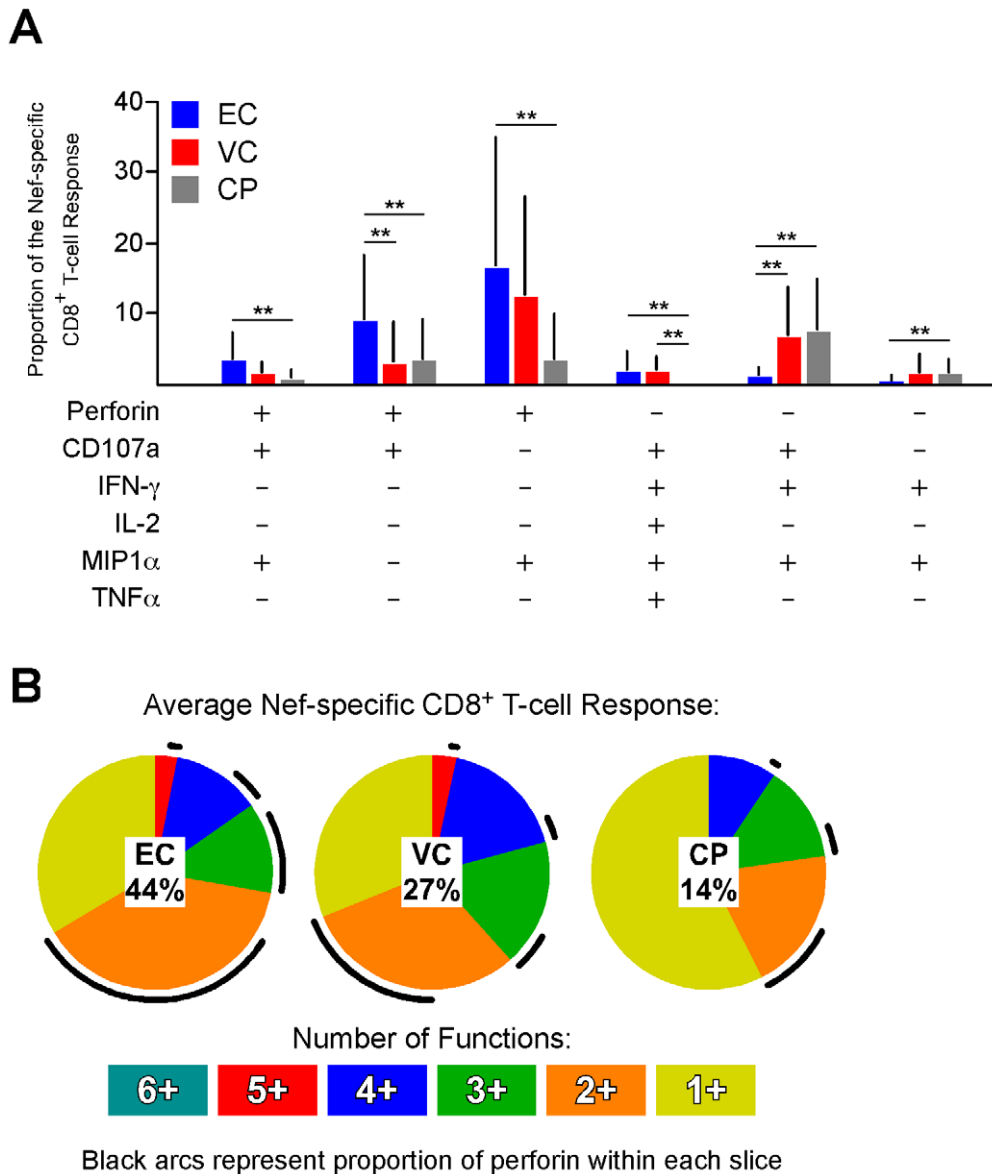 A
Proportion of the Nef-specific
CD8⁺ T-cell Response
40
30
20
10
EC
VC
CP
**
**
**
**
**
**
**
**
**
Perforin + + + – – –
CD107a + + – + + –
IFN-γ – – – + + +
IL-2 – – – + – –
MIP1α + – + + + +
TNFα – – – + – –
B
Average Nef-specific CD8⁺ T-cell Response:
EC
44%
VC
27%
CP
14%
Number of Functions:
6+ 5+ 4+ 3+ 2+ 1+
Black arcs represent proportion of perforin within each slice